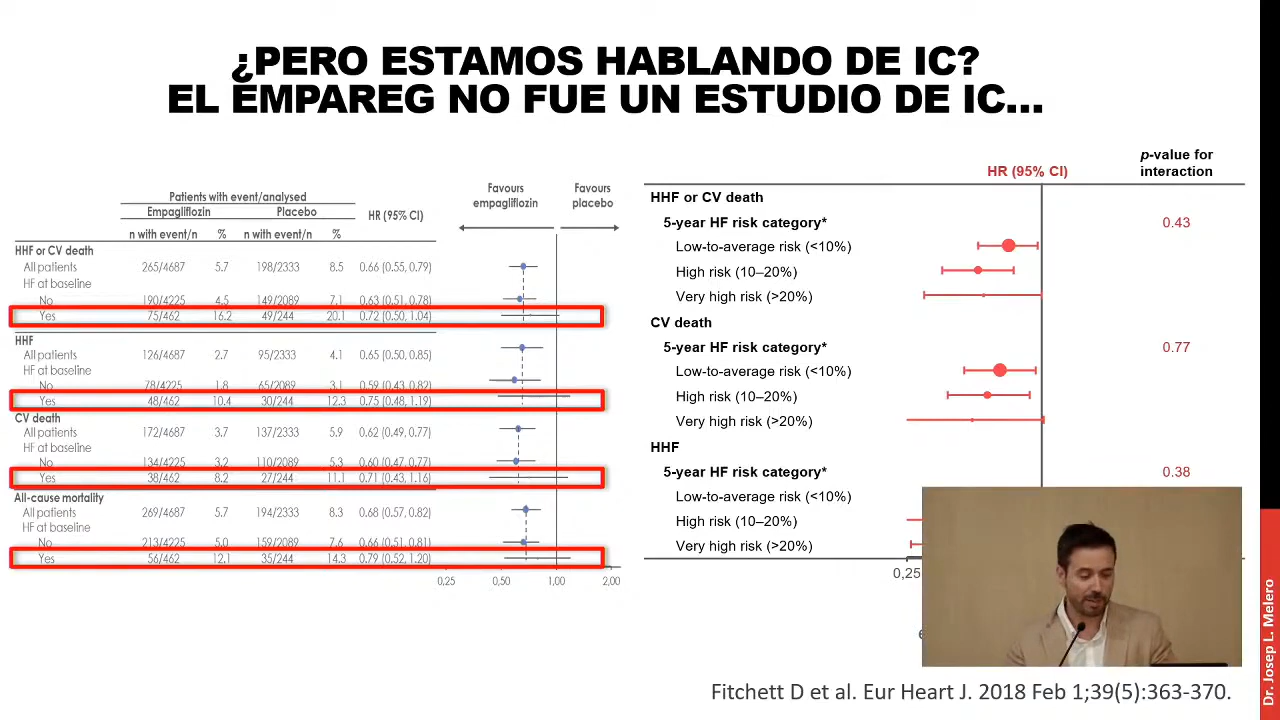 ¿PERO ESTAMOS HABLANDO DE IC?
EL EMPAREG NO FUE UN ESTUDIO DE IC...
Patients with event/analysed
Empagliflozin Placebo HR (95% CI)
n with event/n % n with event/n %
Favours empagliflozin
Favours placebo
HHF or CV death
All patients 265/4687 5.7 198/2333 8.5 0.66 (0.55, 0.79)
HF at baseline
No 190/4225 4.5 149/2089 7.1 0.63 (0.51, 0.78)
Yes 75/462 16.2 49/244 20.1 0.72 (0.50, 1.04)
HHF
All patients 126/4687 2.7 95/2333 4.1 0.65 (0.50, 0.85)
HF at baseline
No 78/4225 1.8 65/2089 3.1 0.59 (0.43, 0.82)
Yes 48/462 10.4 30/244 12.3 0.75 (0.48, 1.19)
CV death
All patients 172/4687 3.7 137/2333 5.9 0.62 (0.49, 0.77)
HF at baseline
No 134/4225 3.2 110/2089 5.3 0.60 (0.47, 0.77)
Yes 38/462 8.2 27/244 11.1 0.71 (0.43, 1.16)
All-cause mortality
All patients 269/4687 5.7 194/2333 8.3 0.68 (0.57, 0.82)
HF at baseline
No 213/4225 5.0 159/2089 7.6 0.66 (0.51, 0.81)
Yes 56/462 12.1 35/244 14.3 0.79 (0.52, 1.20)
0,25 0,50 1,00 2,00
HR (95% CI)
p-value for
interaction
HHF or CV death
5-year HF risk category* 0.43
Low-to-average risk (<10%)
High risk (10–20%)
Very high risk (>20%)
CV death
5-year HF risk category* 0.77
Low-to-average risk (<10%)
High risk (10–20%)
Very high risk (>20%)
HHF
5-year HF risk category* 0.38
Low-to-average risk (<10%)
High risk (10–20%)
Very high risk (>20%)
0,25
Fitchett D et al. Eur Heart J. 2018 Feb 1;39(5):363-370.
Dr. Josep L. Melero